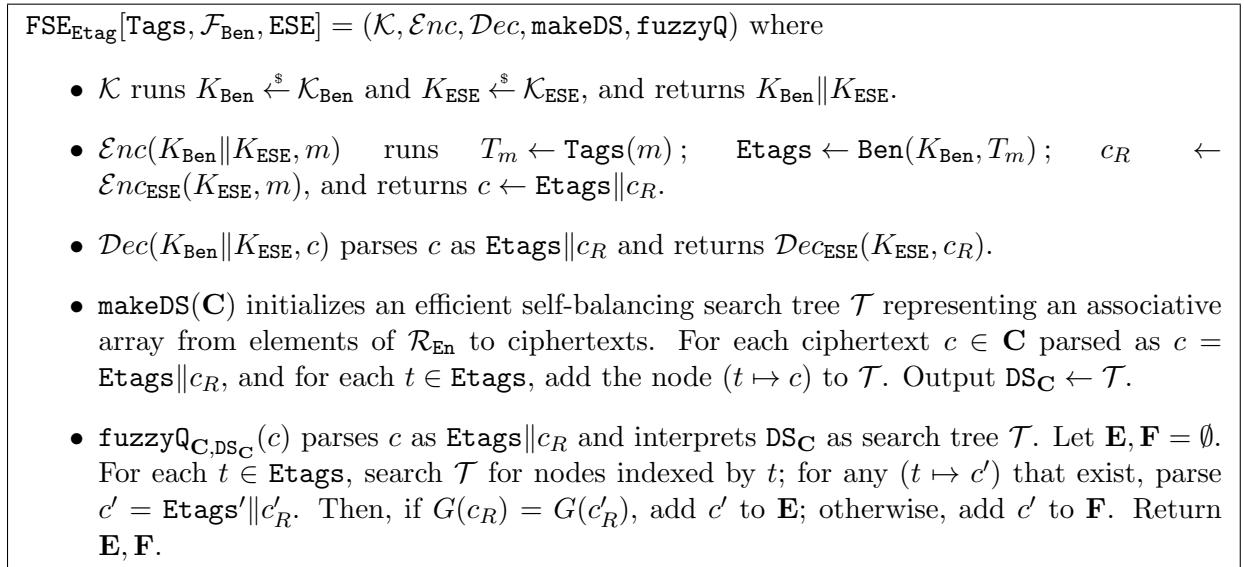 FSE_Etag[Tags, ℱ_Ben, ESE] = (𝒦, ℰnc, 𝒟ec, makeDS, fuzzyQ) where
• 𝒦 runs K_Ben ←$ 𝒦_Ben and K_ESE ←$ 𝒦_ESE, and returns K_Ben‖K_ESE.
• ℰnc(K_Ben‖K_ESE, m) runs T_m ← Tags(m) ; Etags ← Ben(K_Ben, T_m) ; c_R ←
ℰnc_ESE(K_ESE, m), and returns c ← Etags‖c_R.
• 𝒟ec(K_Ben‖K_ESE, c) parses c as Etags‖c_R and returns 𝒟ec_ESE(K_ESE, c_R).
• makeDS(𝐂) initializes an efficient self-balancing search tree 𝒯 representing an associative
array from elements of ℛ_En to ciphertexts. For each ciphertext c ∈ 𝐂 parsed as c =
Etags‖c_R, and for each t ∈ Etags, add the node (t ↦ c) to 𝒯. Output DS_𝐂 ← 𝒯.
• fuzzyQ_𝐂,DS_𝐂(c) parses c as Etags‖c_R and interprets DS_𝐂 as search tree 𝒯. Let 𝐄, 𝐅 = ∅.
For each t ∈ Etags, search 𝒯 for nodes indexed by t; for any (t ↦ c′) that exist, parse
c′ = Etags′‖c′_R. Then, if G(c_R) = G(c′_R), add c′ to 𝐄; otherwise, add c′ to 𝐅. Return
𝐄, 𝐅.